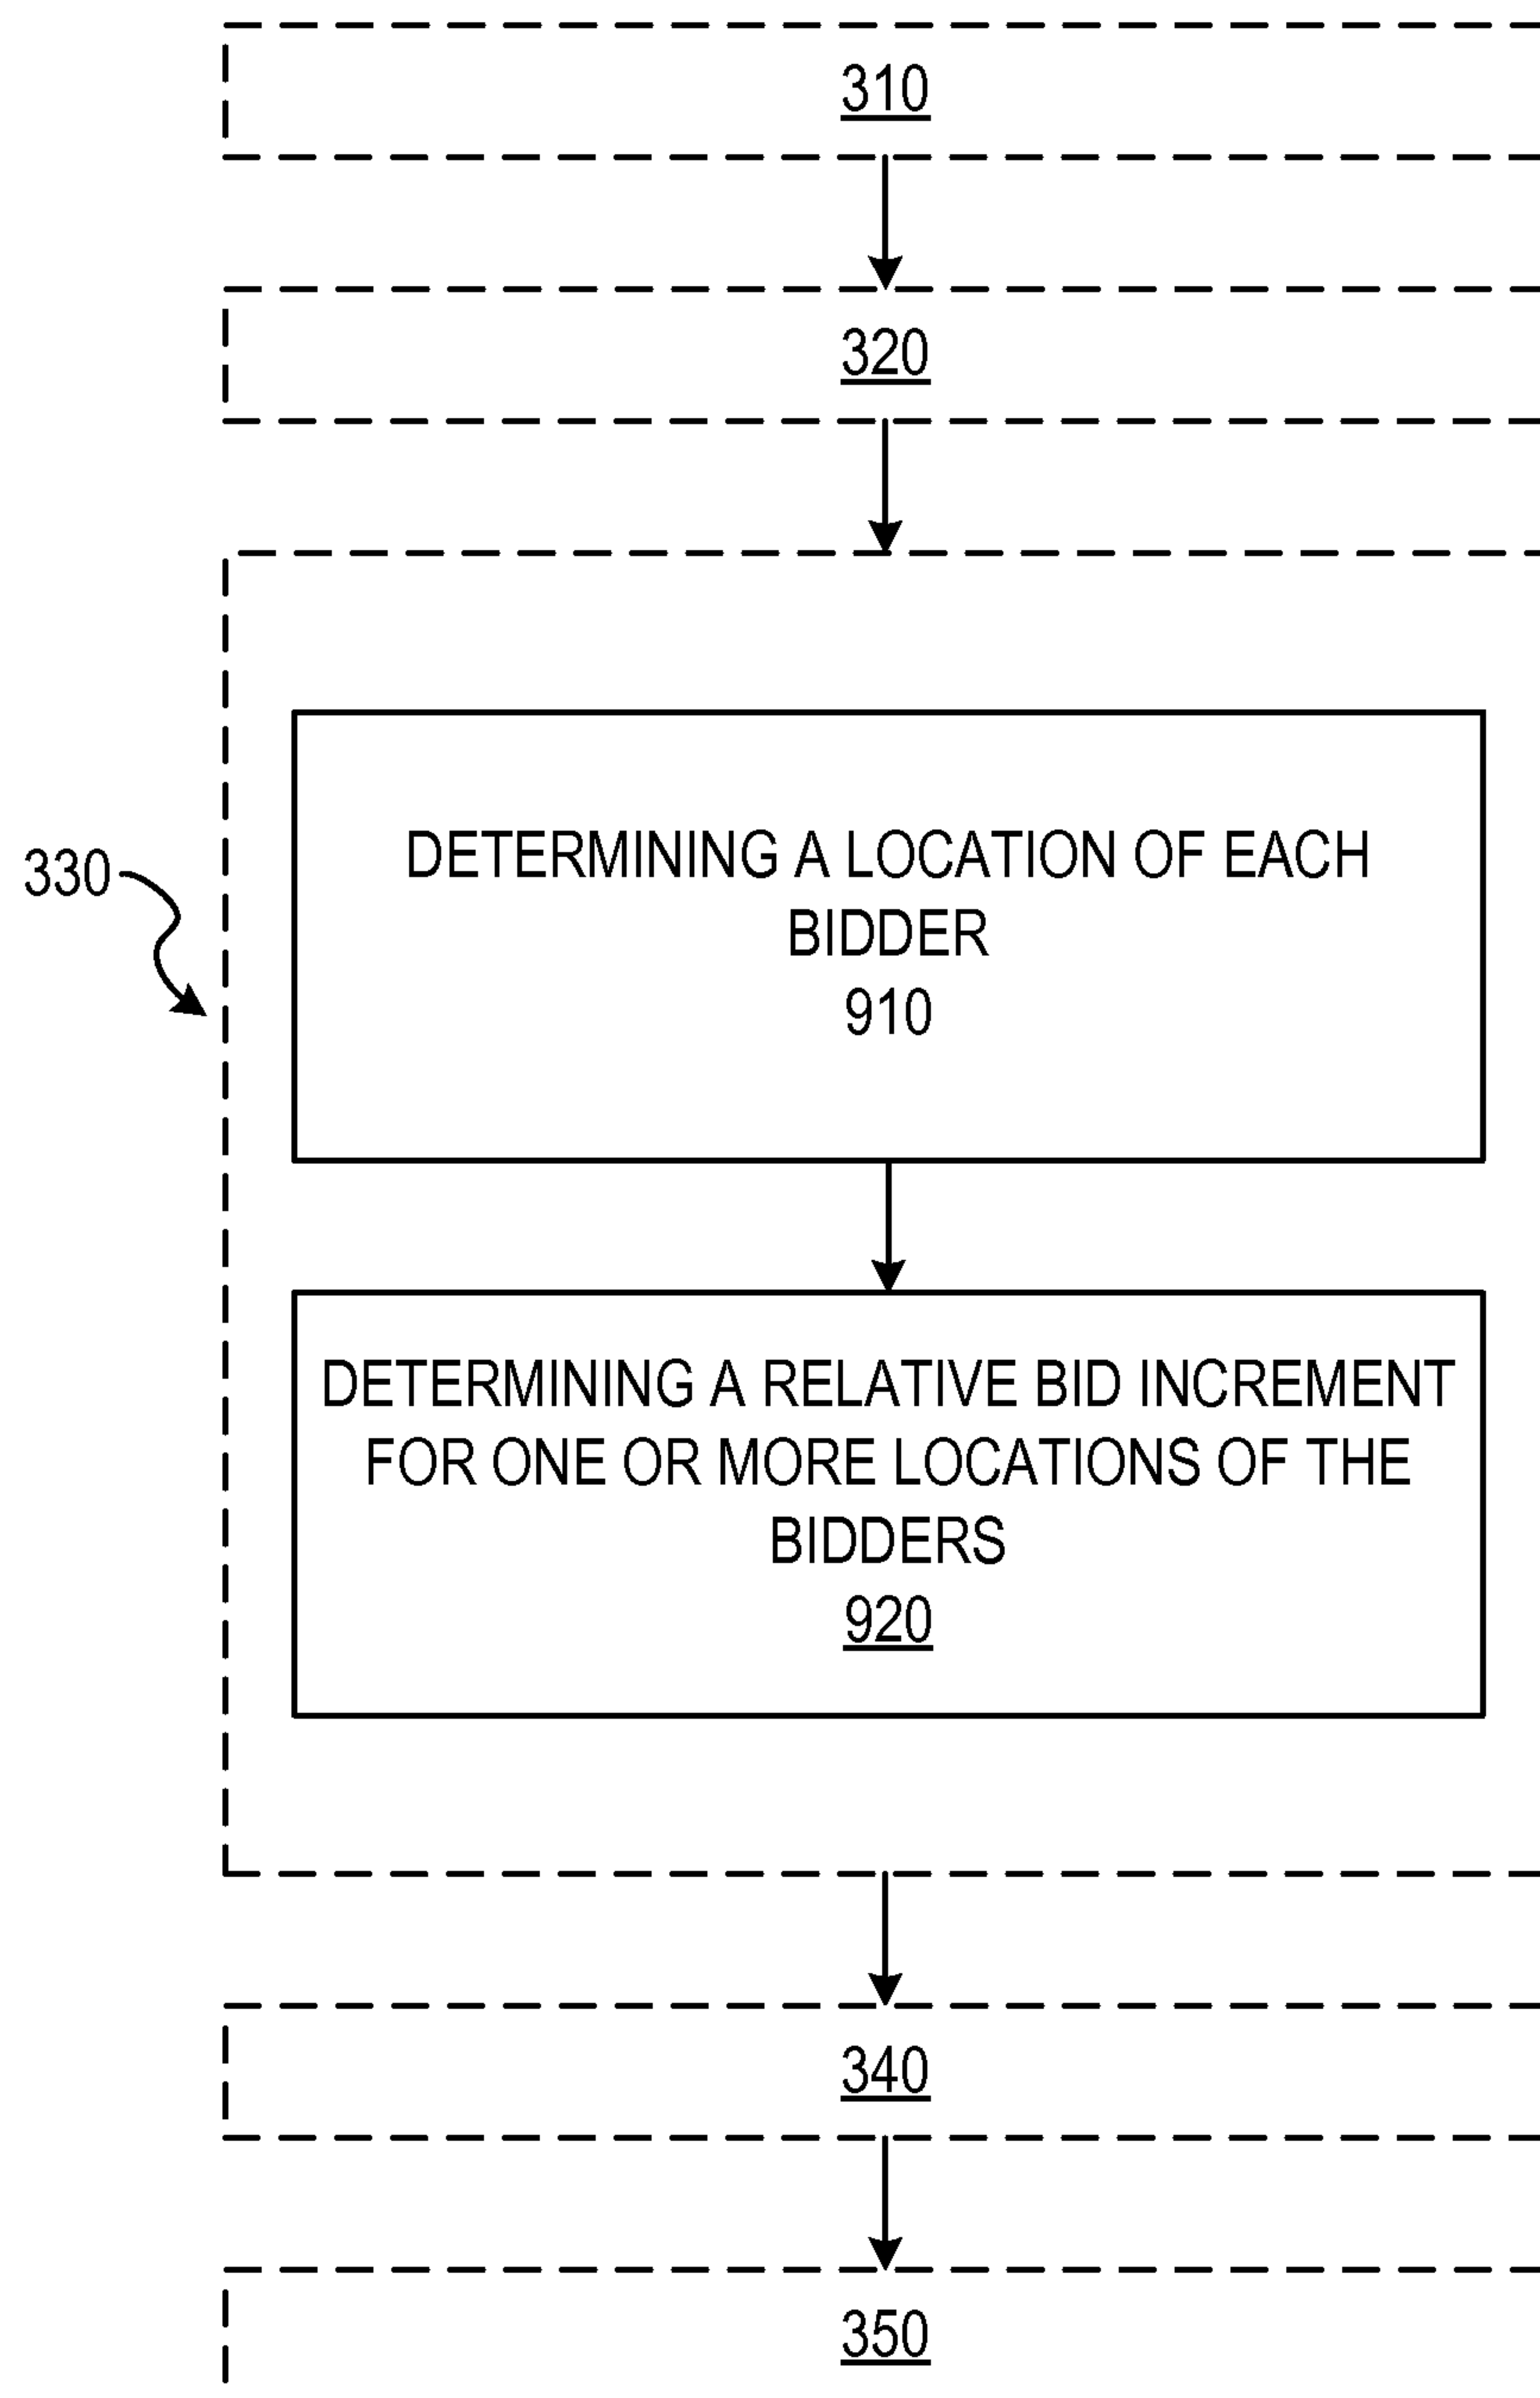 310
320
330
DETERMINING A LOCATION OF EACH
BIDDER
910
DETERMINING A RELATIVE BID INCREMENT
FOR ONE OR MORE LOCATIONS OF THE
BIDDERS
920
340
350